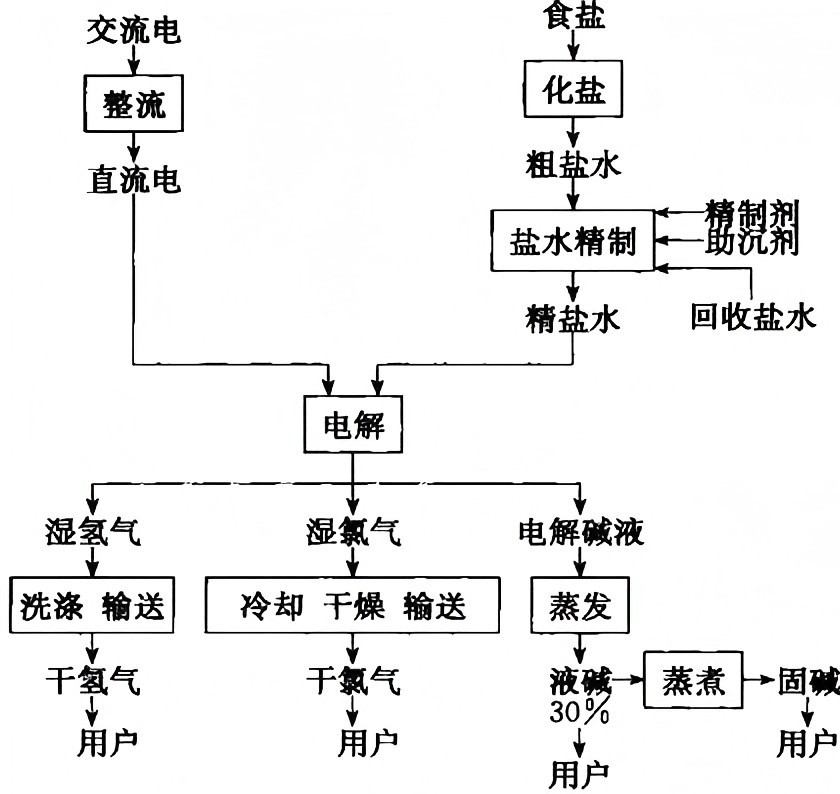 交流电
食盐
整流
化盐
直流电
粗盐水
盐水精制
精制剂
助沉剂
精盐水
回收盐水
电解
湿氢气
湿氯气
电解碱液
洗涤 输送
冷却 干燥 输送
蒸发
干氢气
干氯气
液碱
30%
蒸煮
固碱
用户
用户
用户
用户